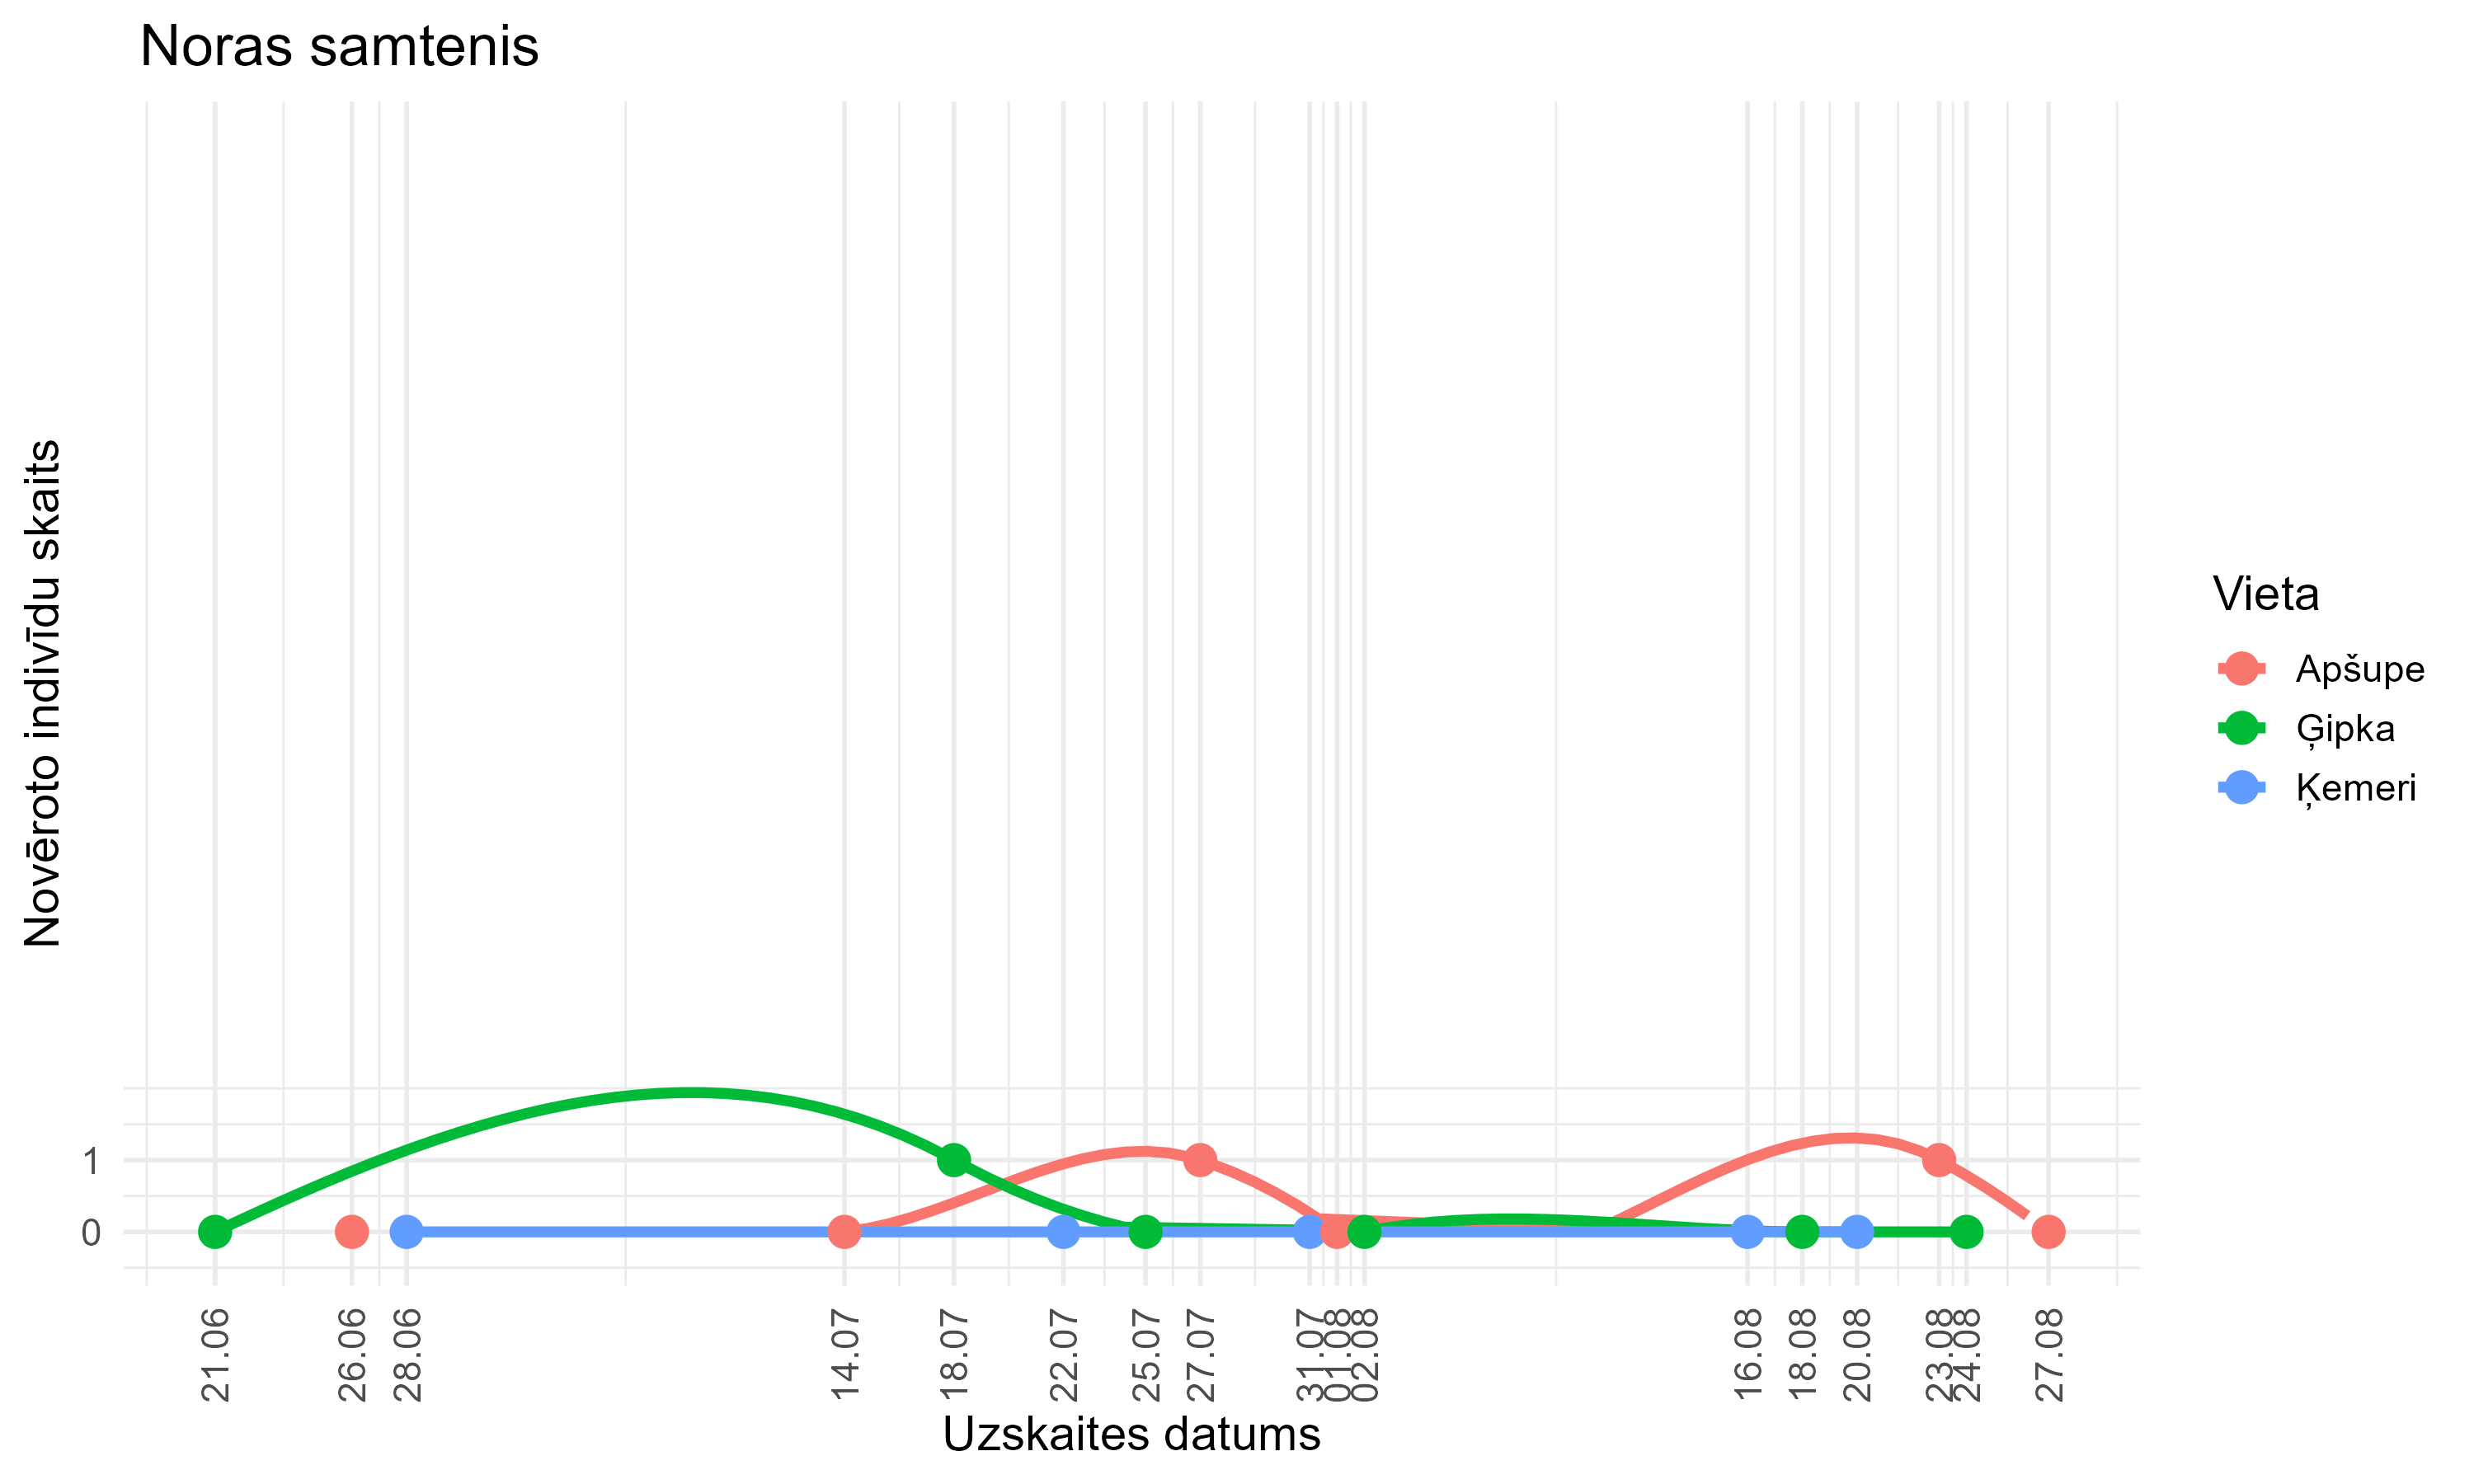 Noras samtenis
Novēroto indivīdu skaits
1
0
21.06
26.06
28.06
14.07
18.07
22.07
25.07
27.07
31.07
01.08
02.08
16.08
18.08
20.08
23.08
24.08
27.08
Uzskaites datums
Vieta
Apšupe
Ģipka
Ķemeri